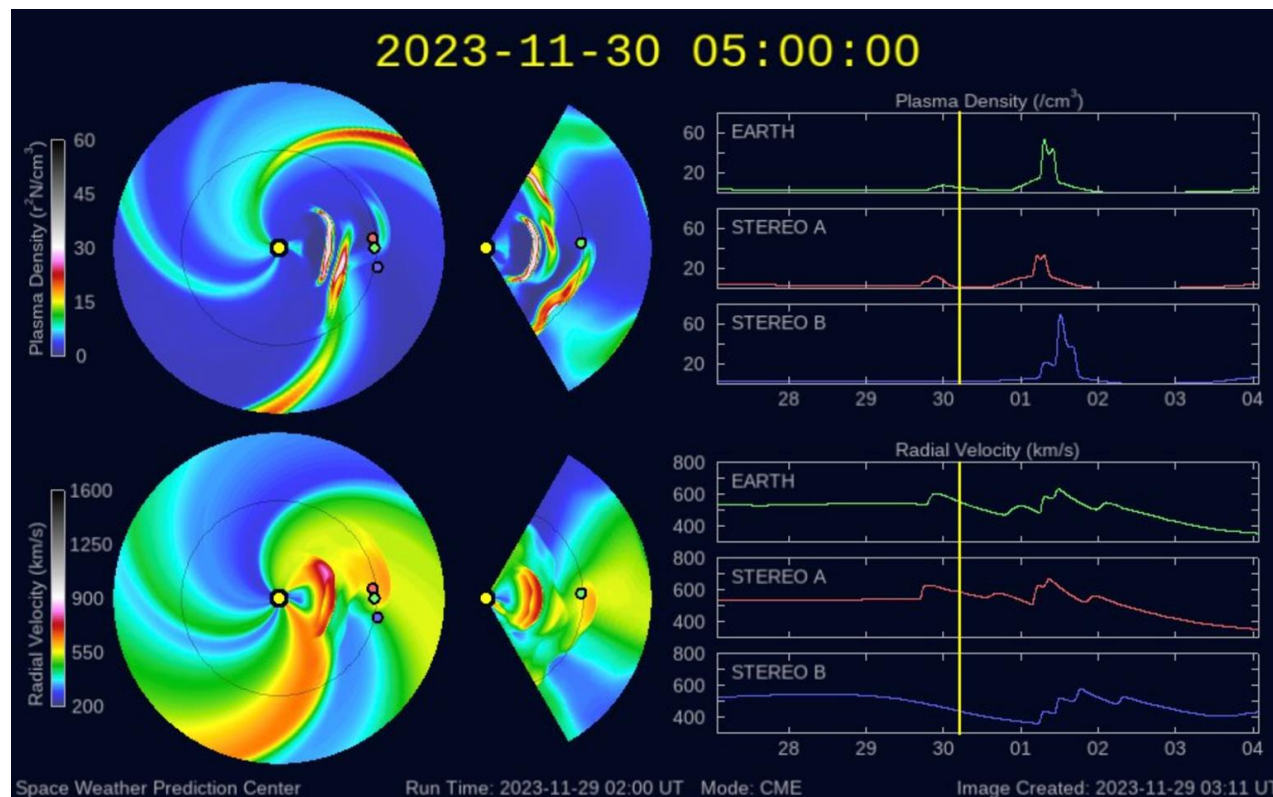 2023-11-30 05:00:00
Plasma Density (r²N/cm³)
60
45
30
15
0
Plasma Density (/cm³)
EARTH
60
20
STEREO A
60
20
STEREO B
60
20
28 29 30 01 02 03 04
Radial Velocity (km/s)
1600
1250
900
550
200
Radial Velocity (km/s)
800
EARTH
600
400
800
STEREO A
600
400
800
STEREO B
600
400
28 29 30 01 02 03 04
Space Weather Prediction Center Run Time: 2023-11-29 02:00 UT Mode: CME Image Created: 2023-11-29 03:11 UT